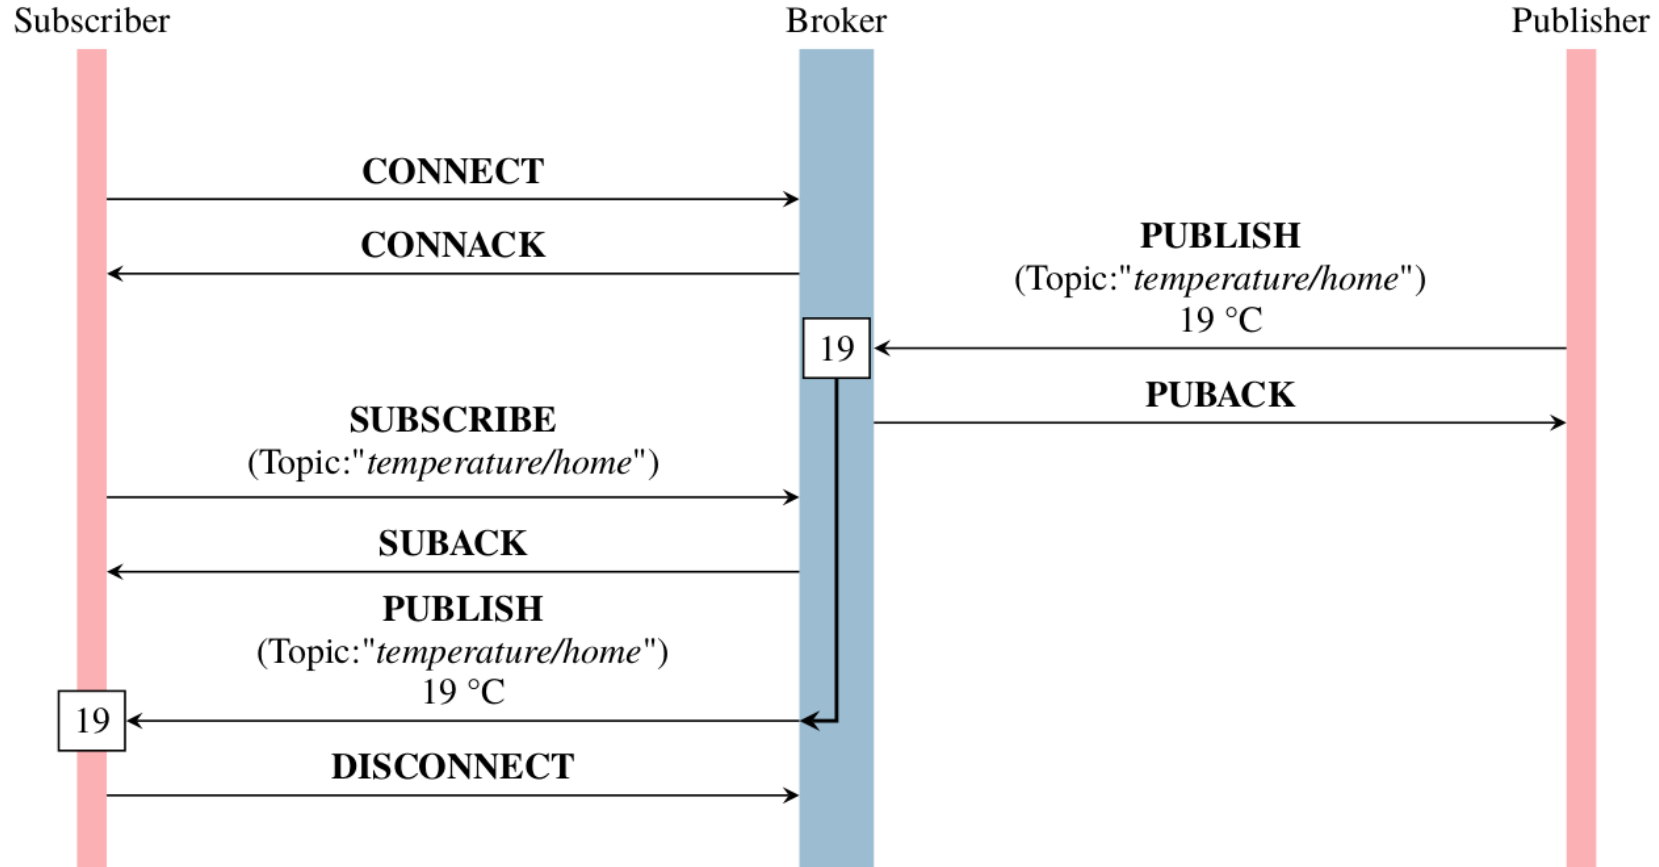 Subscriber
Broker
Publisher
CONNECT
CONNACK
PUBLISH
(Topic:"temperature/home")
19 °C
19
PUBACK
SUBSCRIBE
(Topic:"temperature/home")
SUBACK
PUBLISH
(Topic:"temperature/home")
19 °C
19
DISCONNECT